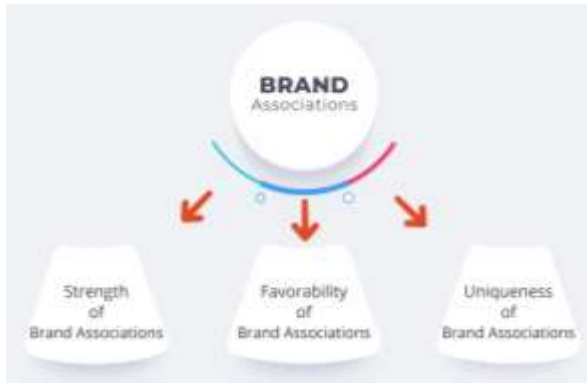 BRAND
Associations
Strength
of
Brand Associations
Favorability
of
Brand Associations
Uniqueness
of
Brand Associations